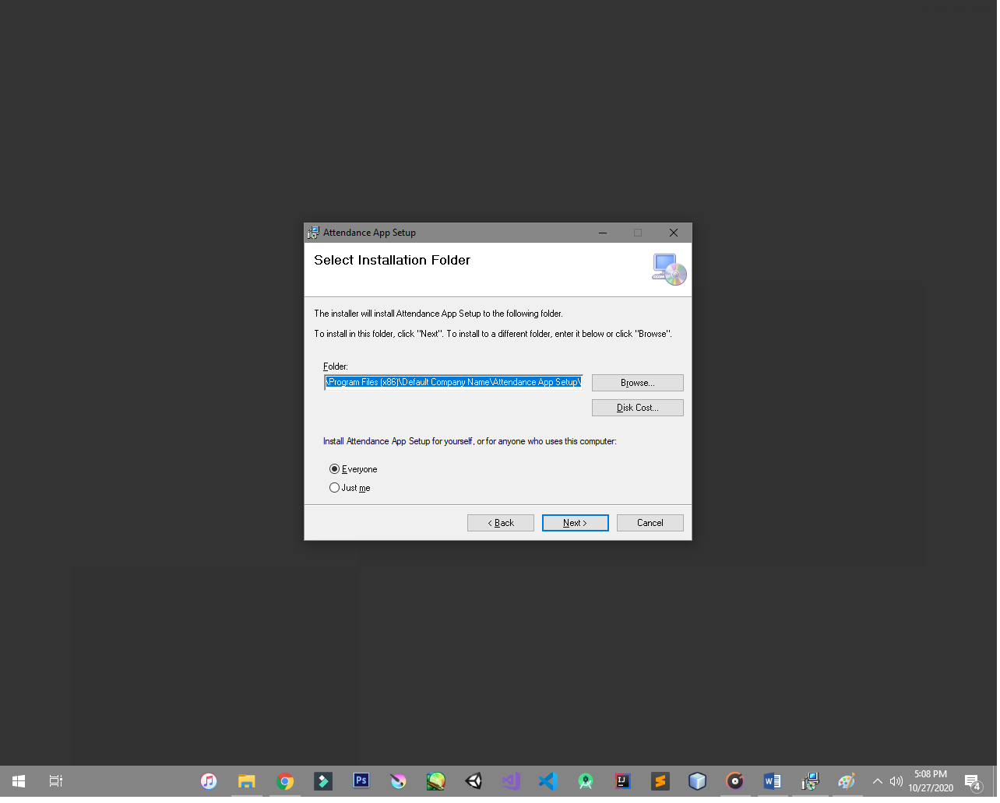 Attendance App Setup
Select Installation Folder
The installer will install Attendance App Setup to the following folder.
To install in this folder, click "Next". To install to a different folder, enter it below or click "Browse".
Folder:
\Program Files (x86)\Default Company Name\Attendance App Setup\
Browse...
Disk Cost...
Install Attendance App Setup for yourself, or for anyone who uses this computer:
Everyone
Just me
< Back
Next >
Cancel
Ps
IJ
W
5:08 PM
10/27/2020
4